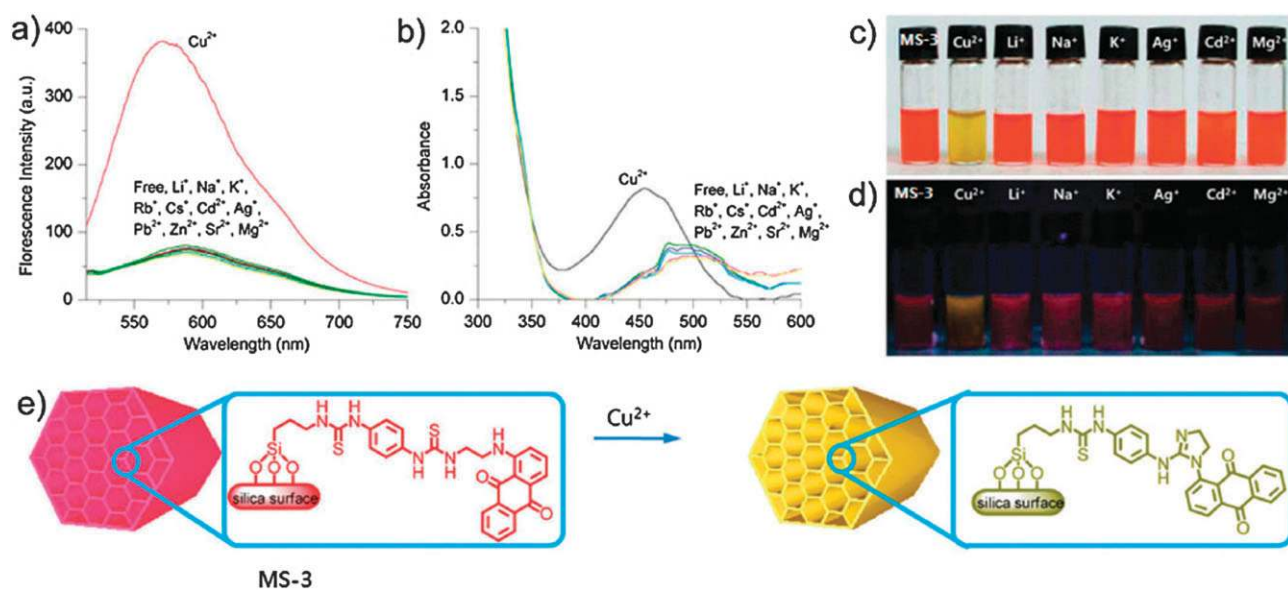 a)
400
300
200
100
0
Florescence Intensity (a.u.)
Cu²⁺
Free, Li⁺, Na⁺, K⁺,
Rb⁺, Cs⁺, Cd²⁺, Ag⁺,
Pb²⁺, Zn²⁺, Sr²⁺, Mg²⁺
550 600 650 700 750
Wavelength (nm)
b)
2.0
1.5
1.0
0.5
0.0
Absorbance
Cu²⁺
Free, Li⁺, Na⁺, K⁺,
Rb⁺, Cs⁺, Cd²⁺, Ag⁺,
Pb²⁺, Zn²⁺, Sr²⁺, Mg²⁺
300 350 400 450 500 550 600
Wavelength (nm)
c)
MS-3 Cu²⁺ Li⁺ Na⁺ K⁺ Ag⁺ Cd²⁺ Mg²⁺
d)
MS-3 Cu²⁺ Li⁺ Na⁺ K⁺ Ag⁺ Cd²⁺ Mg²⁺
e)
H H
N N
S
S
N N
H H
H
N
O
O
Si
O O O
silica surface
MS-3
Cu²⁺
H H
N N
S
N
H
N
N
O
O
Si
O O O
silica surface